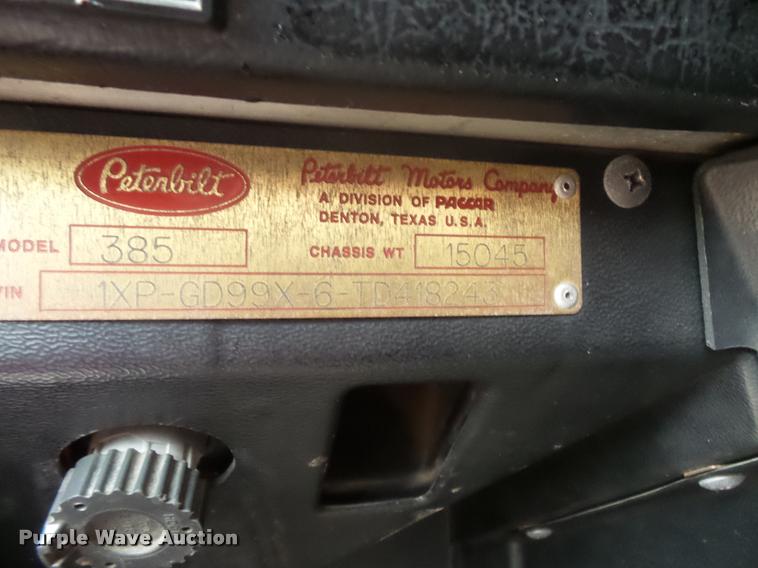 Peterbilt
Peterbilt Motors Company
A DIVISION OF PACCAR
DENTON, TEXAS U.S.A.
MODEL 385 CHASSIS WT 15045
VIN 1XP-GD99X-6-TD418243
Purple Wave Auction